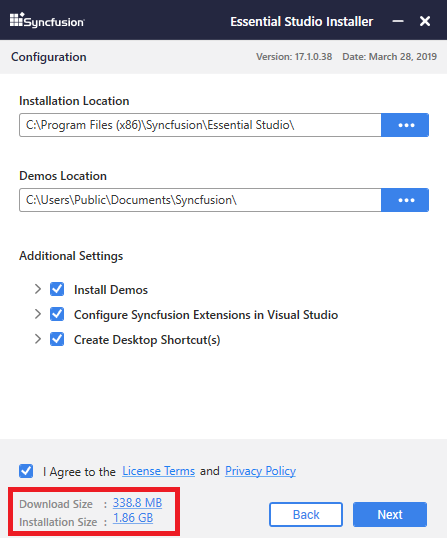 Syncfusion Essential Studio Installer
Configuration Version: 17.1.0.38 Date: March 28, 2019
Installation Location
C:\Program Files (x86)\Syncfusion\Essential Studio\
Demos Location
C:\Users\Public\Documents\Syncfusion\
Additional Settings
Install Demos
Configure Syncfusion Extensions in Visual Studio
Create Desktop Shortcut(s)
I Agree to the License Terms and Privacy Policy
Download Size : 338.8 MB
Installation Size : 1.86 GB
Back Next